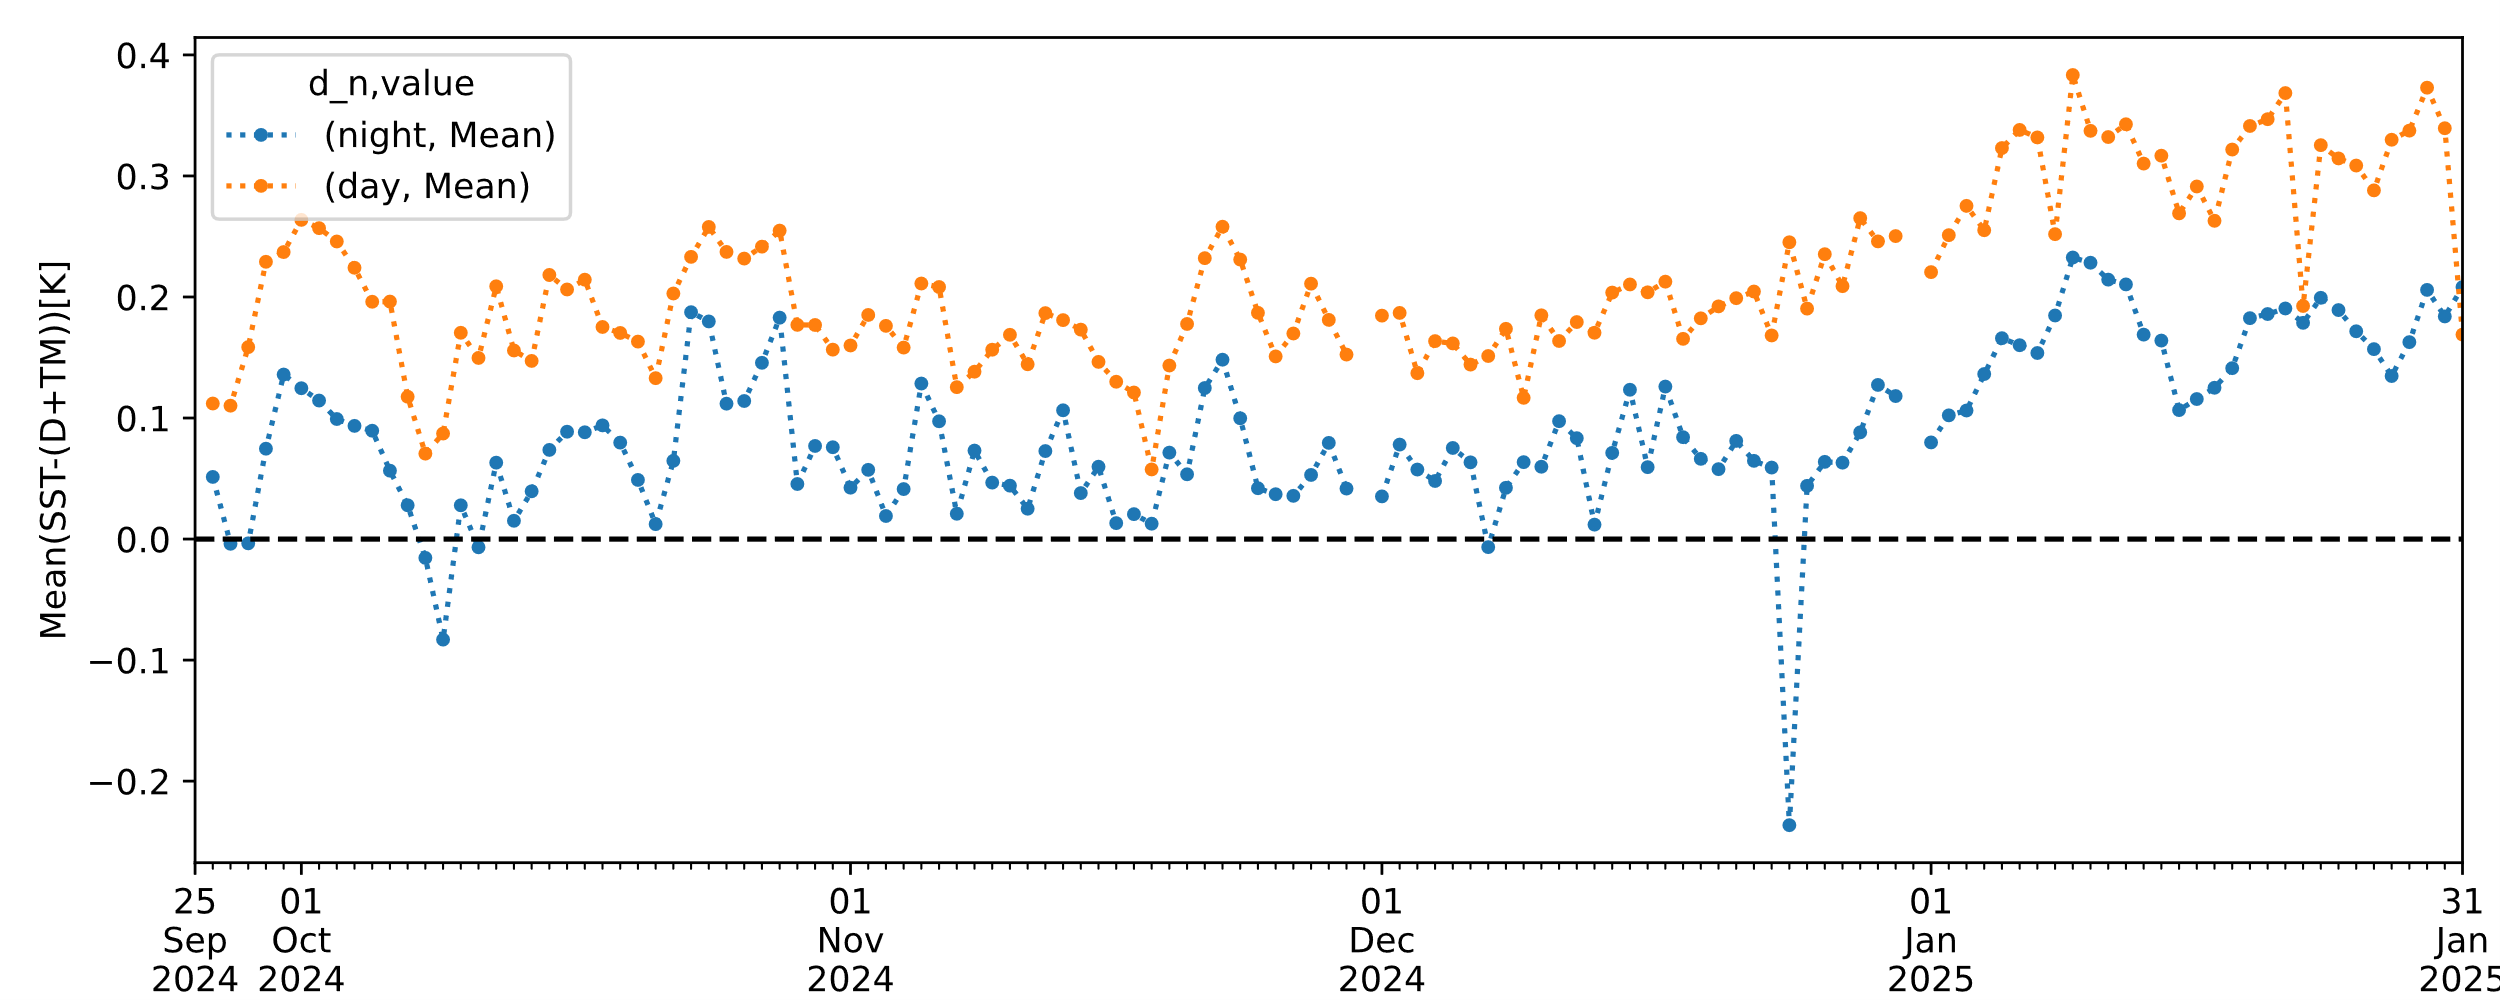 0.4
0.3
0.2
0.1
0.0
−0.1
−0.2
Mean(SST-(D+TM))[K]
d_n,value
(night, Mean)
(day, Mean)
25
Sep
2024
01
Oct
2024
01
Nov
2024
01
Dec
2024
01
Jan
2025
31
Jan
2025